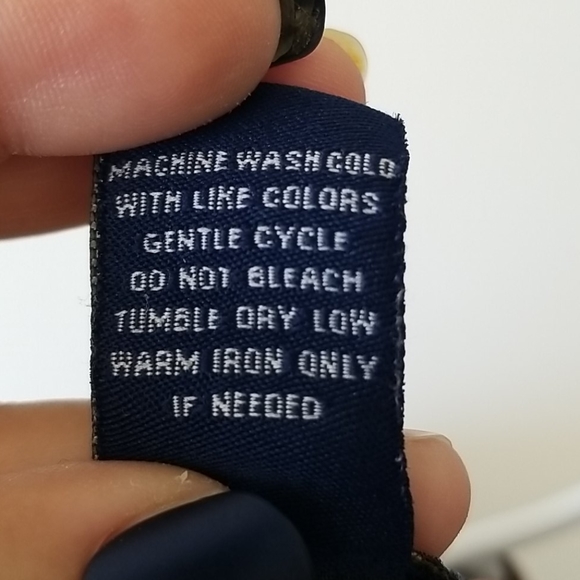 MACHINE WASH COLD
WITH LIKE COLORS
GENTLE CYCLE
DO NOT BLEACH
TUMBLE DRY LOW
WARM IRON ONLY
IF NEEDED